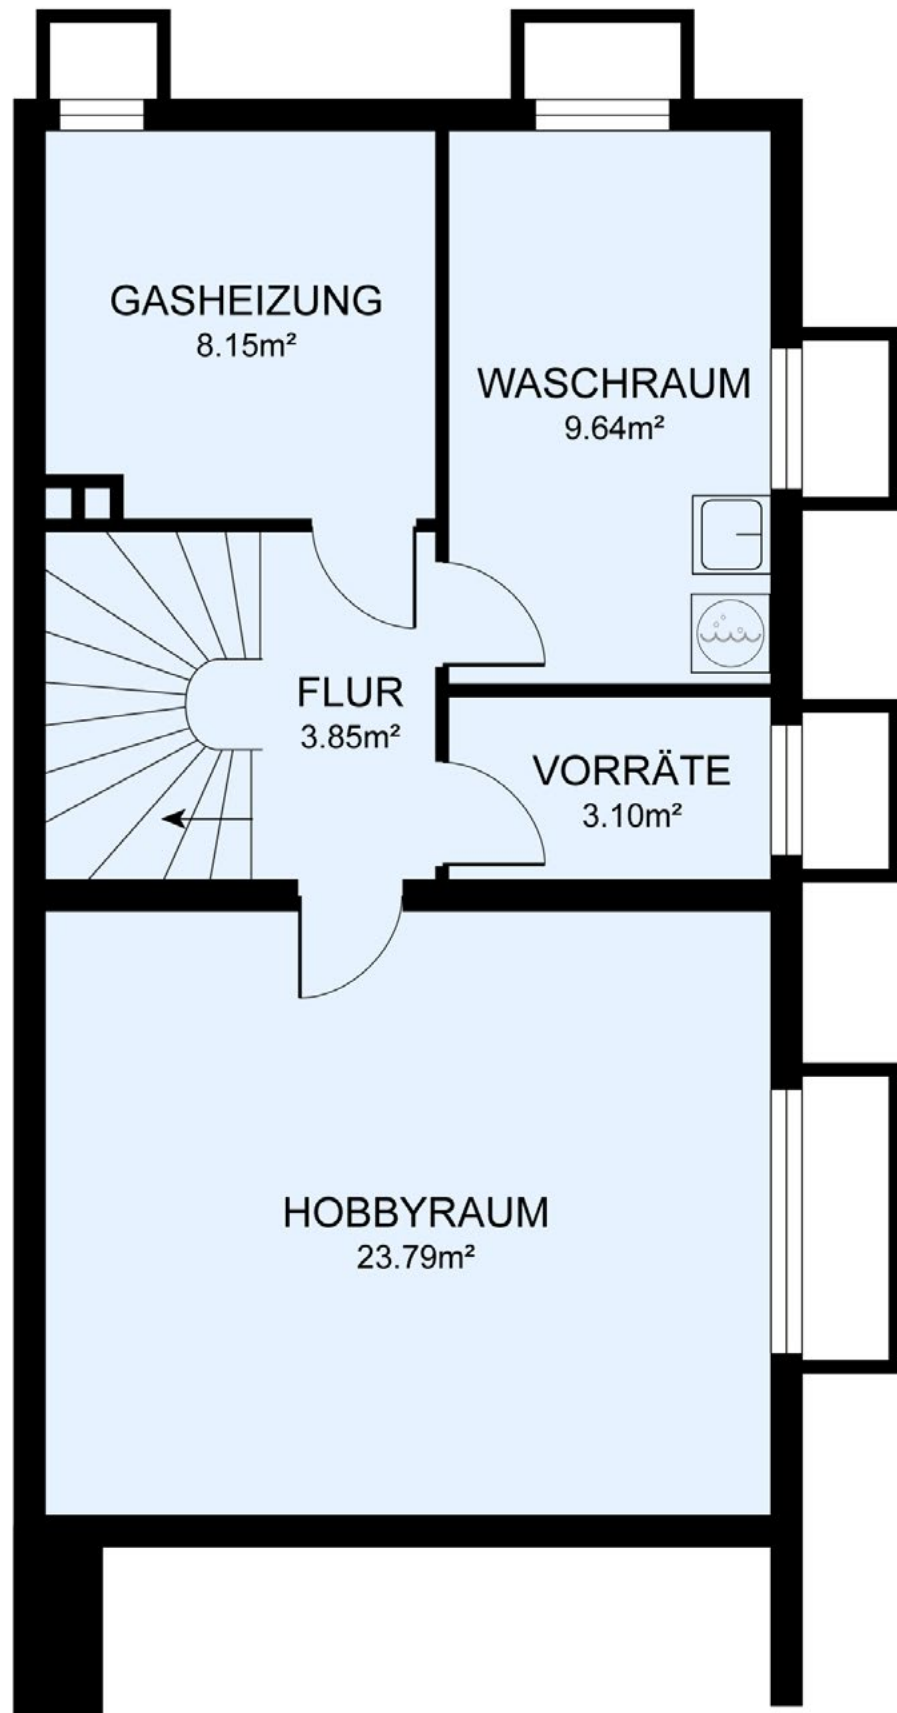 GASHEIZUNG
8.15m²
WASCHRAUM
9.64m²
FLUR
3.85m²
VORRÄTE
3.10m²
HOBBYRAUM
23.79m²